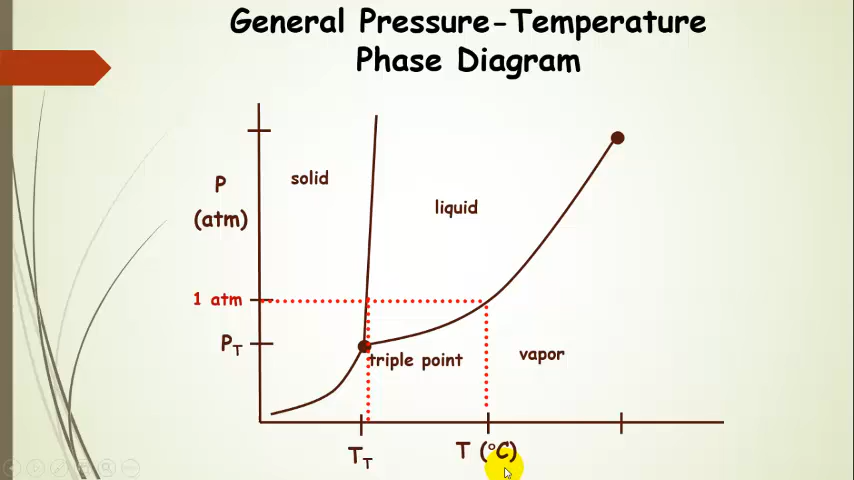 General Pressure-Temperature
Phase Diagram
solid
P
(atm)
liquid
1 atm
P_T
triple point
vapor
T_T
T (°C)